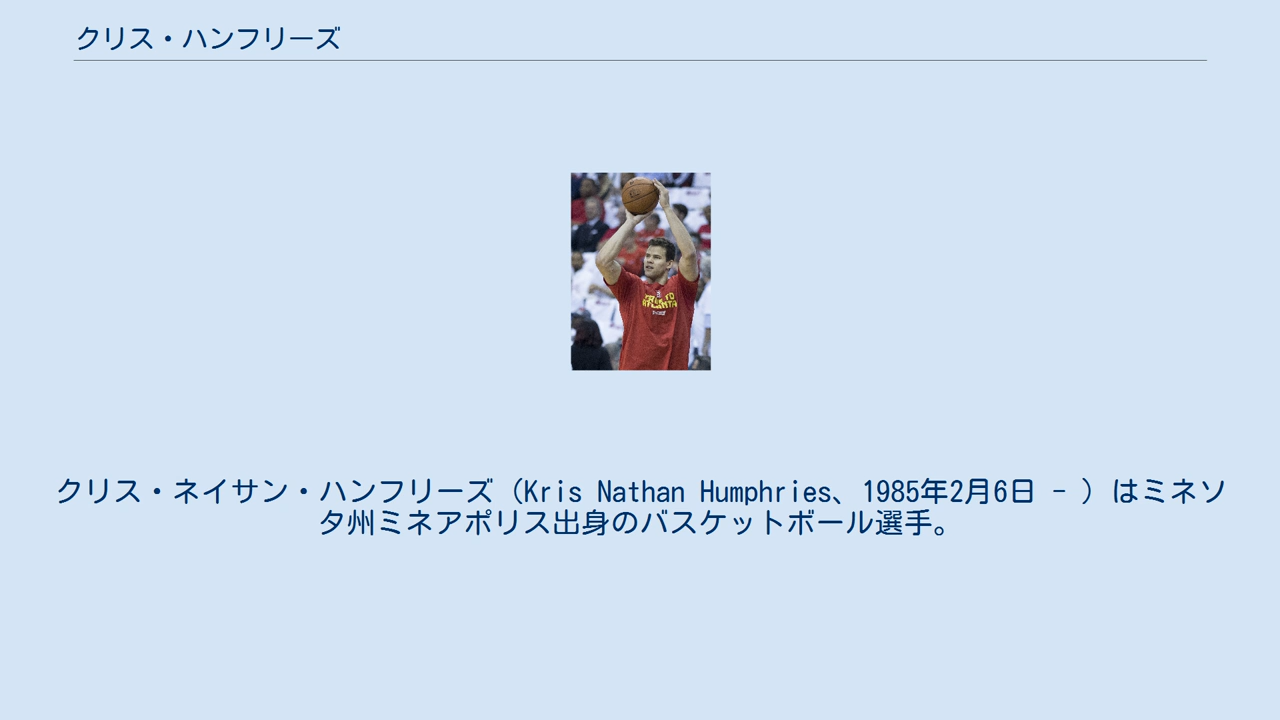 クリス・ハンフリーズ
クリス・ネイサン・ハンフリーズ（Kris Nathan Humphries、1985年2月6日 - ）はミネソ
タ州ミネアポリス出身のバスケットボール選手。